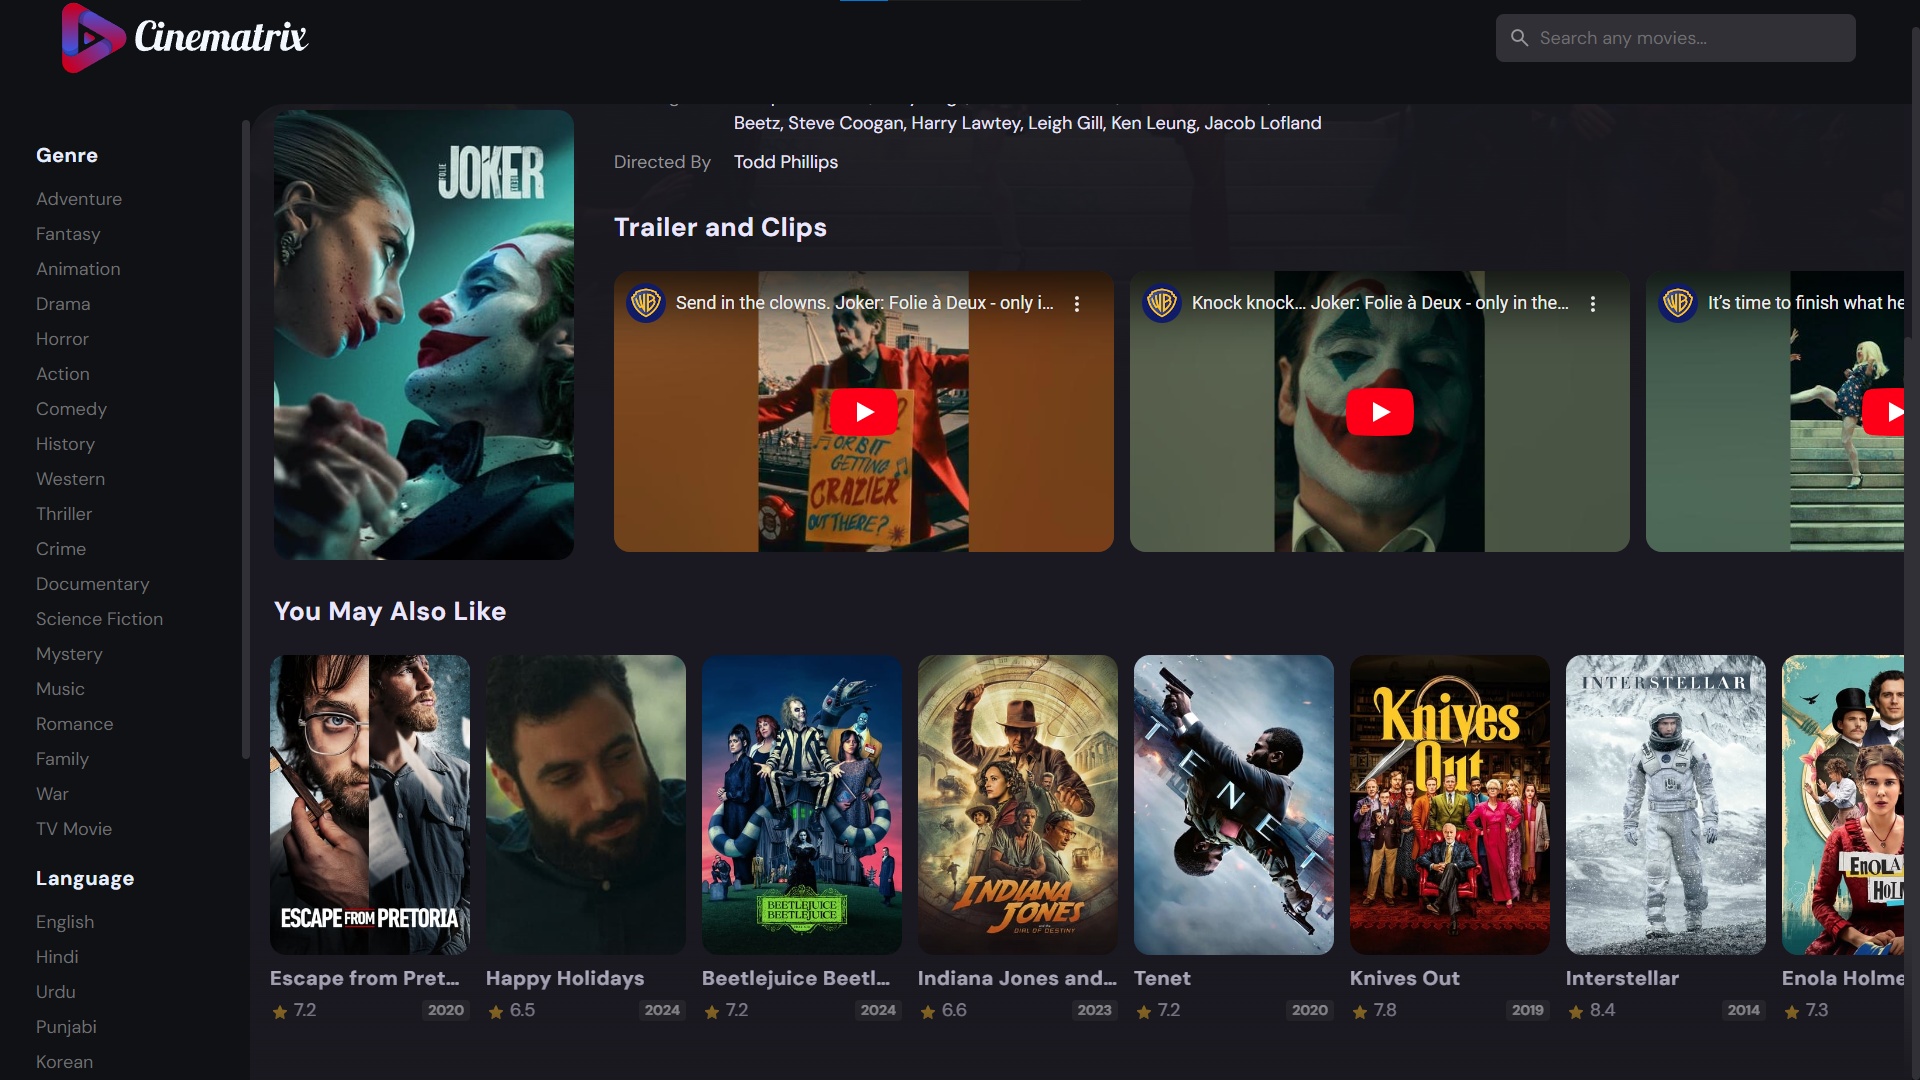 Cinematrix
Search any movies...
Genre
Adventure
Fantasy
Animation
Drama
Horror
Action
Comedy
History
Western
Thriller
Crime
Documentary
Science Fiction
Mystery
Music
Romance
Family
War
TV Movie
Language
English
Hindi
Urdu
Punjabi
Korean
JOKER
FOLIE
Beetz, Steve Coogan, Harry Lawtey, Leigh Gill, Ken Leung, Jacob Lofland
Directed By Todd Phillips
Trailer and Clips
Send in the clowns. Joker: Folie à Deux - only i...
OR BIT
GETTING
CRAZIER
OUT THERE?
Knock knock... Joker: Folie à Deux - only in the...
It's time to finish what he
You May Also Like
ESCAPE FROM PRETORIA
Escape from Pret...
7.2 2020
Happy Holidays
6.5 2024
BEETLEJUICE
BEETLEJUICE
Beetlejuice Beetl...
7.2 2024
INDIANA
JONES
AND THE
DIAL OF DESTINY
Indiana Jones and...
6.6 2023
TENET
Tenet
7.2 2020
Knives
Out
Knives Out
7.8 2019
INTERSTELLAR
Interstellar
8.4 2014
ENOLA
HOL
Enola Holme
7.3